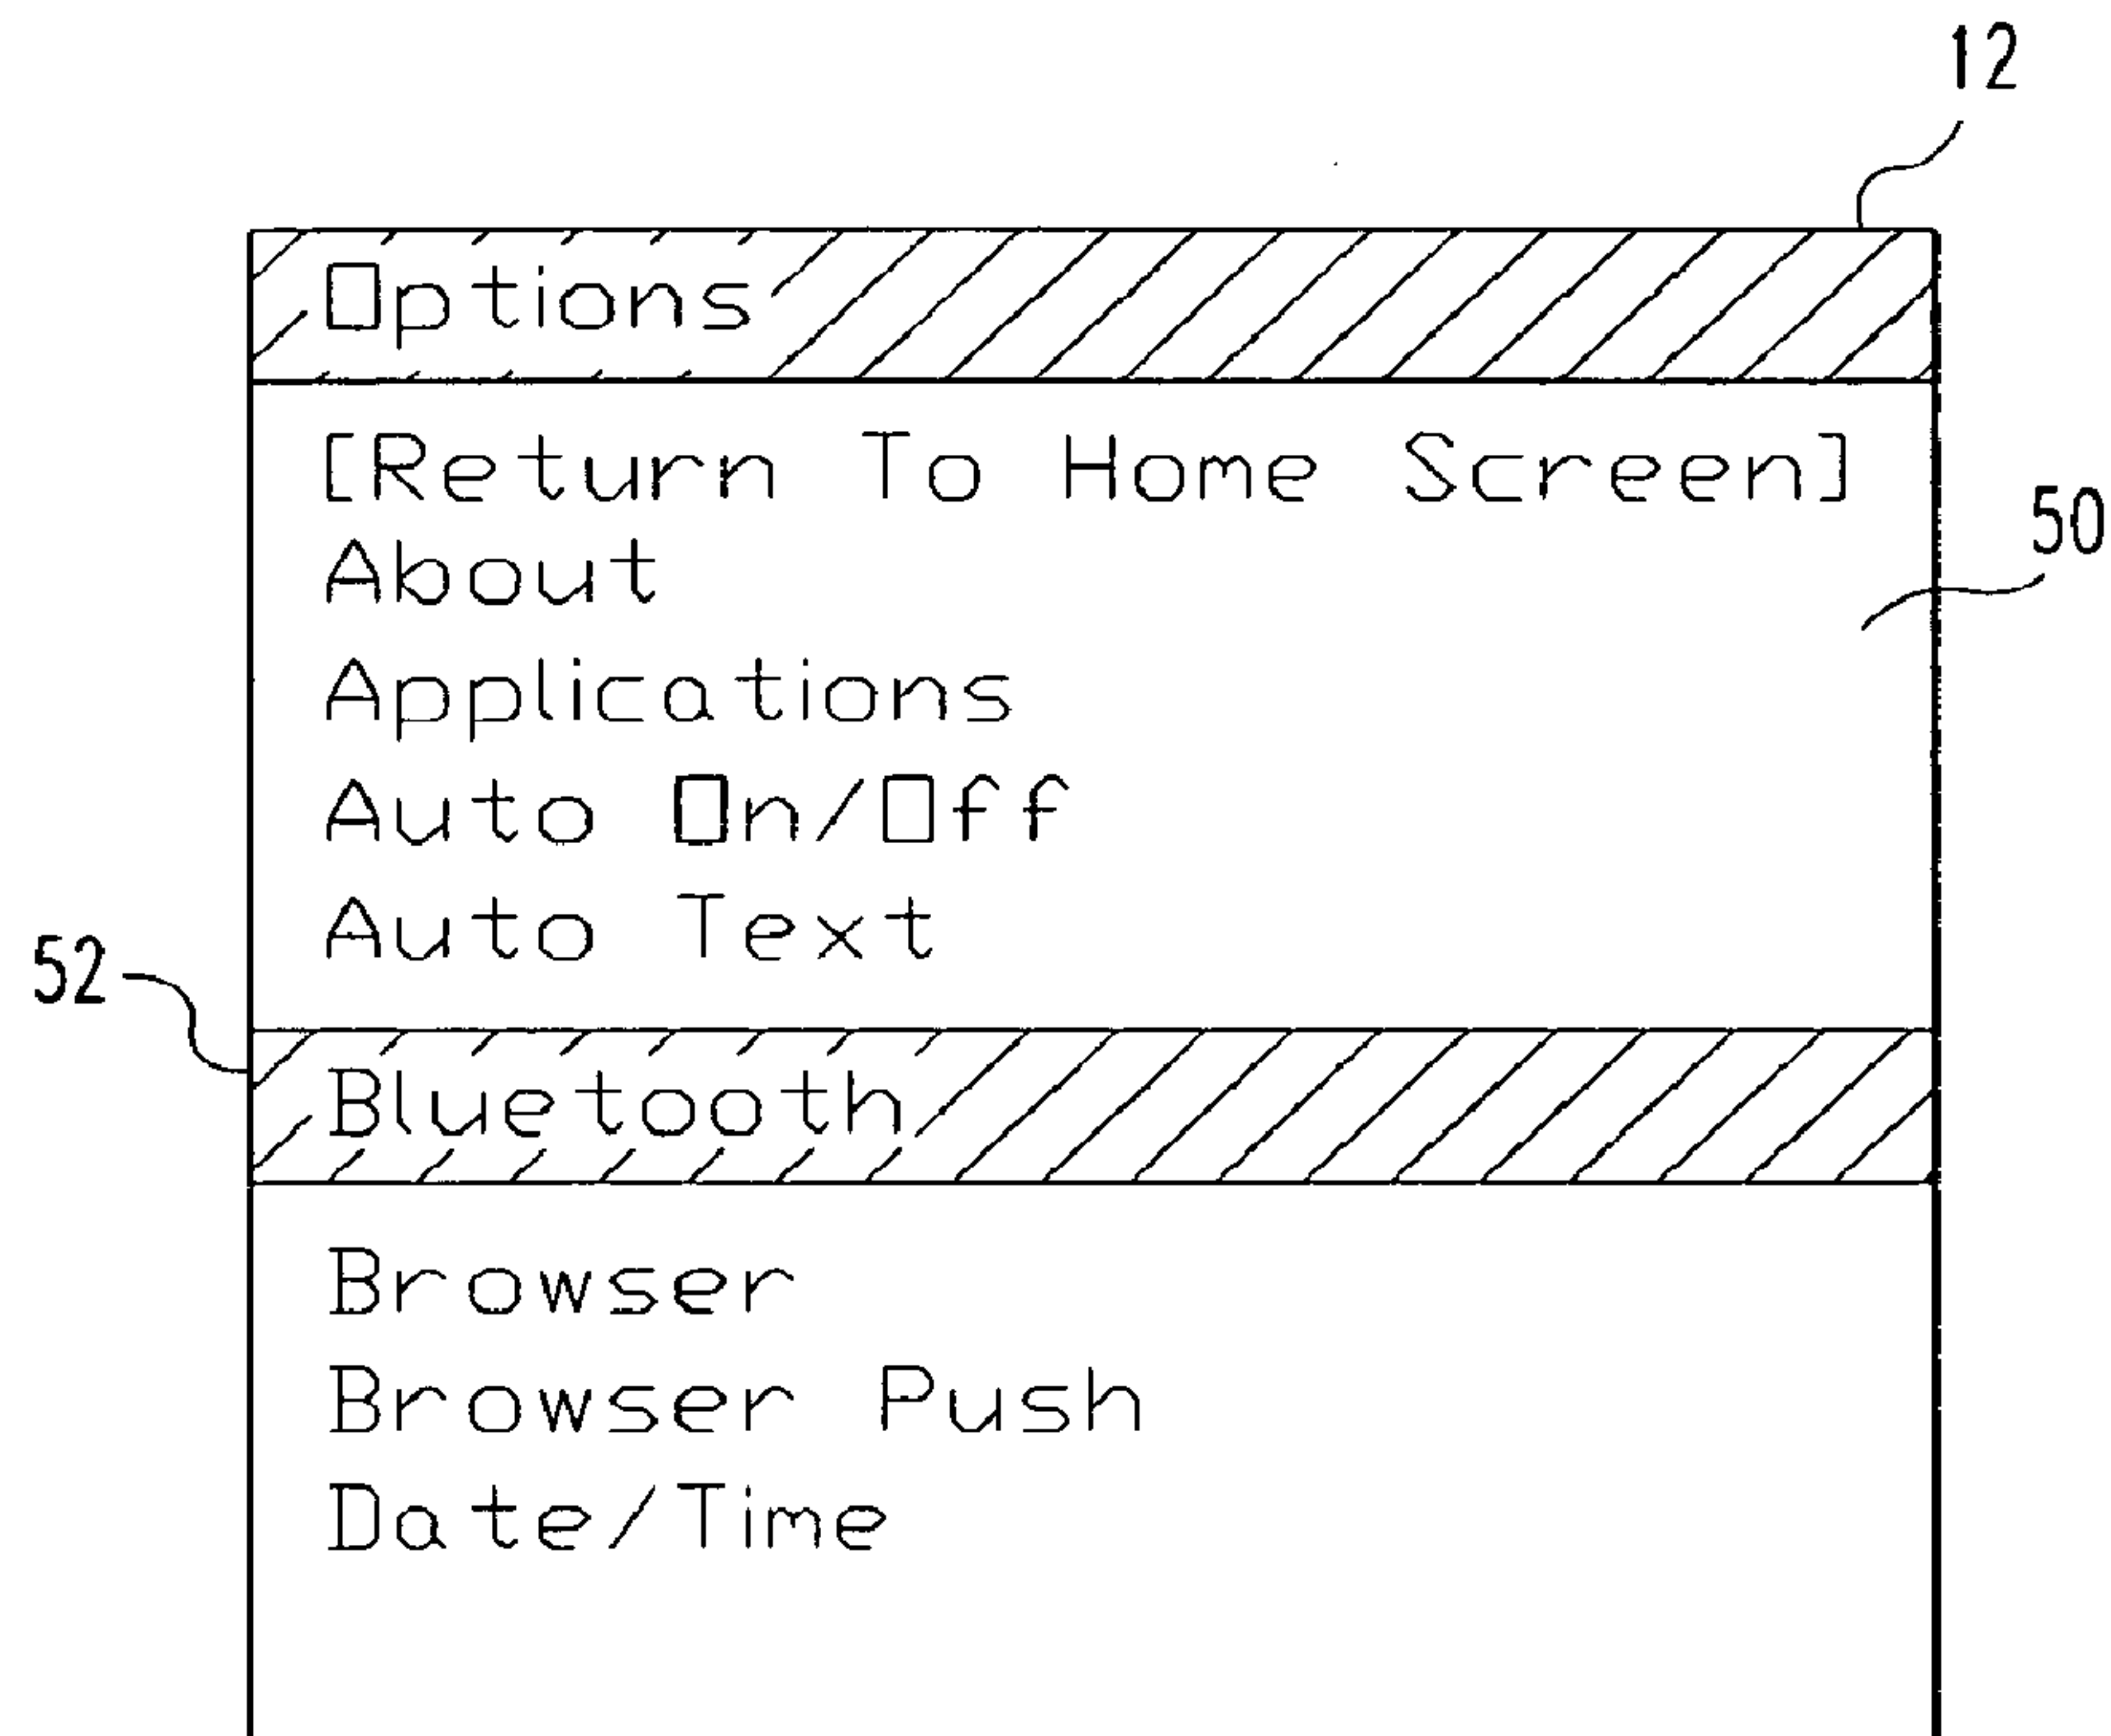 12
Options
[Return To Home Screen]
50
About
Applications
Auto On/Off
Auto Text
52
Bluetooth
Browser
Browser Push
Date/Time